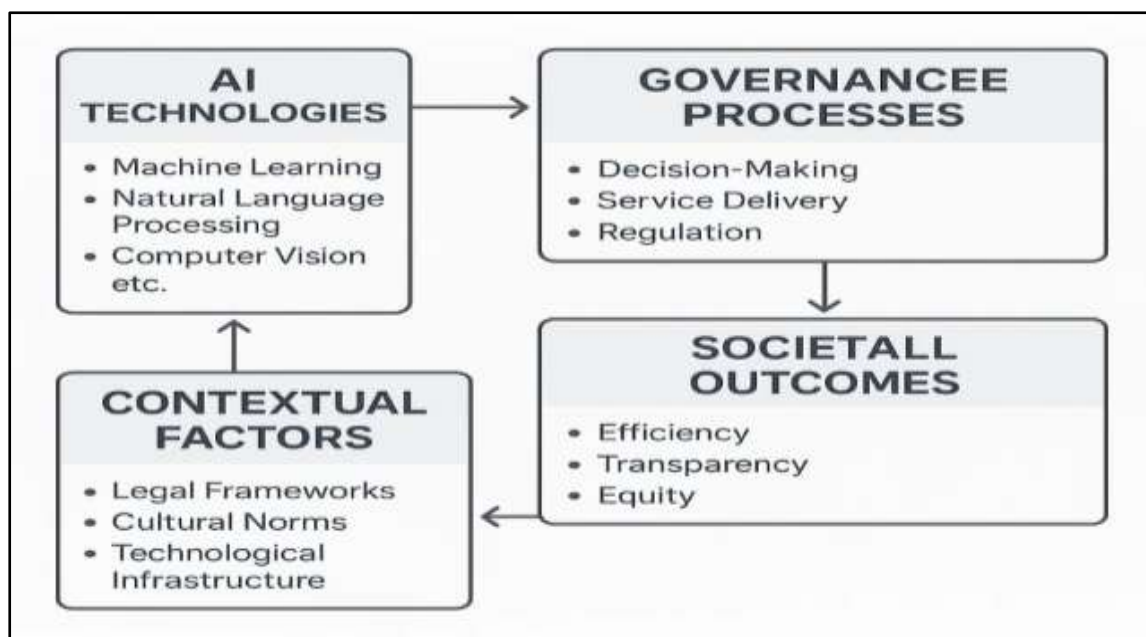 AI
TECHNOLOGIES
• Machine Learning
• Natural Language
Processing
• Computer Vision
etc.
GOVERNANCEE
PROCESSES
• Decision-Making
• Service Delivery
• Regulation
SOCIETALL
OUTCOMES
• Efficiency
• Transparency
• Equity
CONTEXTUAL
FACTORS
• Legal Frameworks
• Cultural Norms
• Technological
Infrastructure